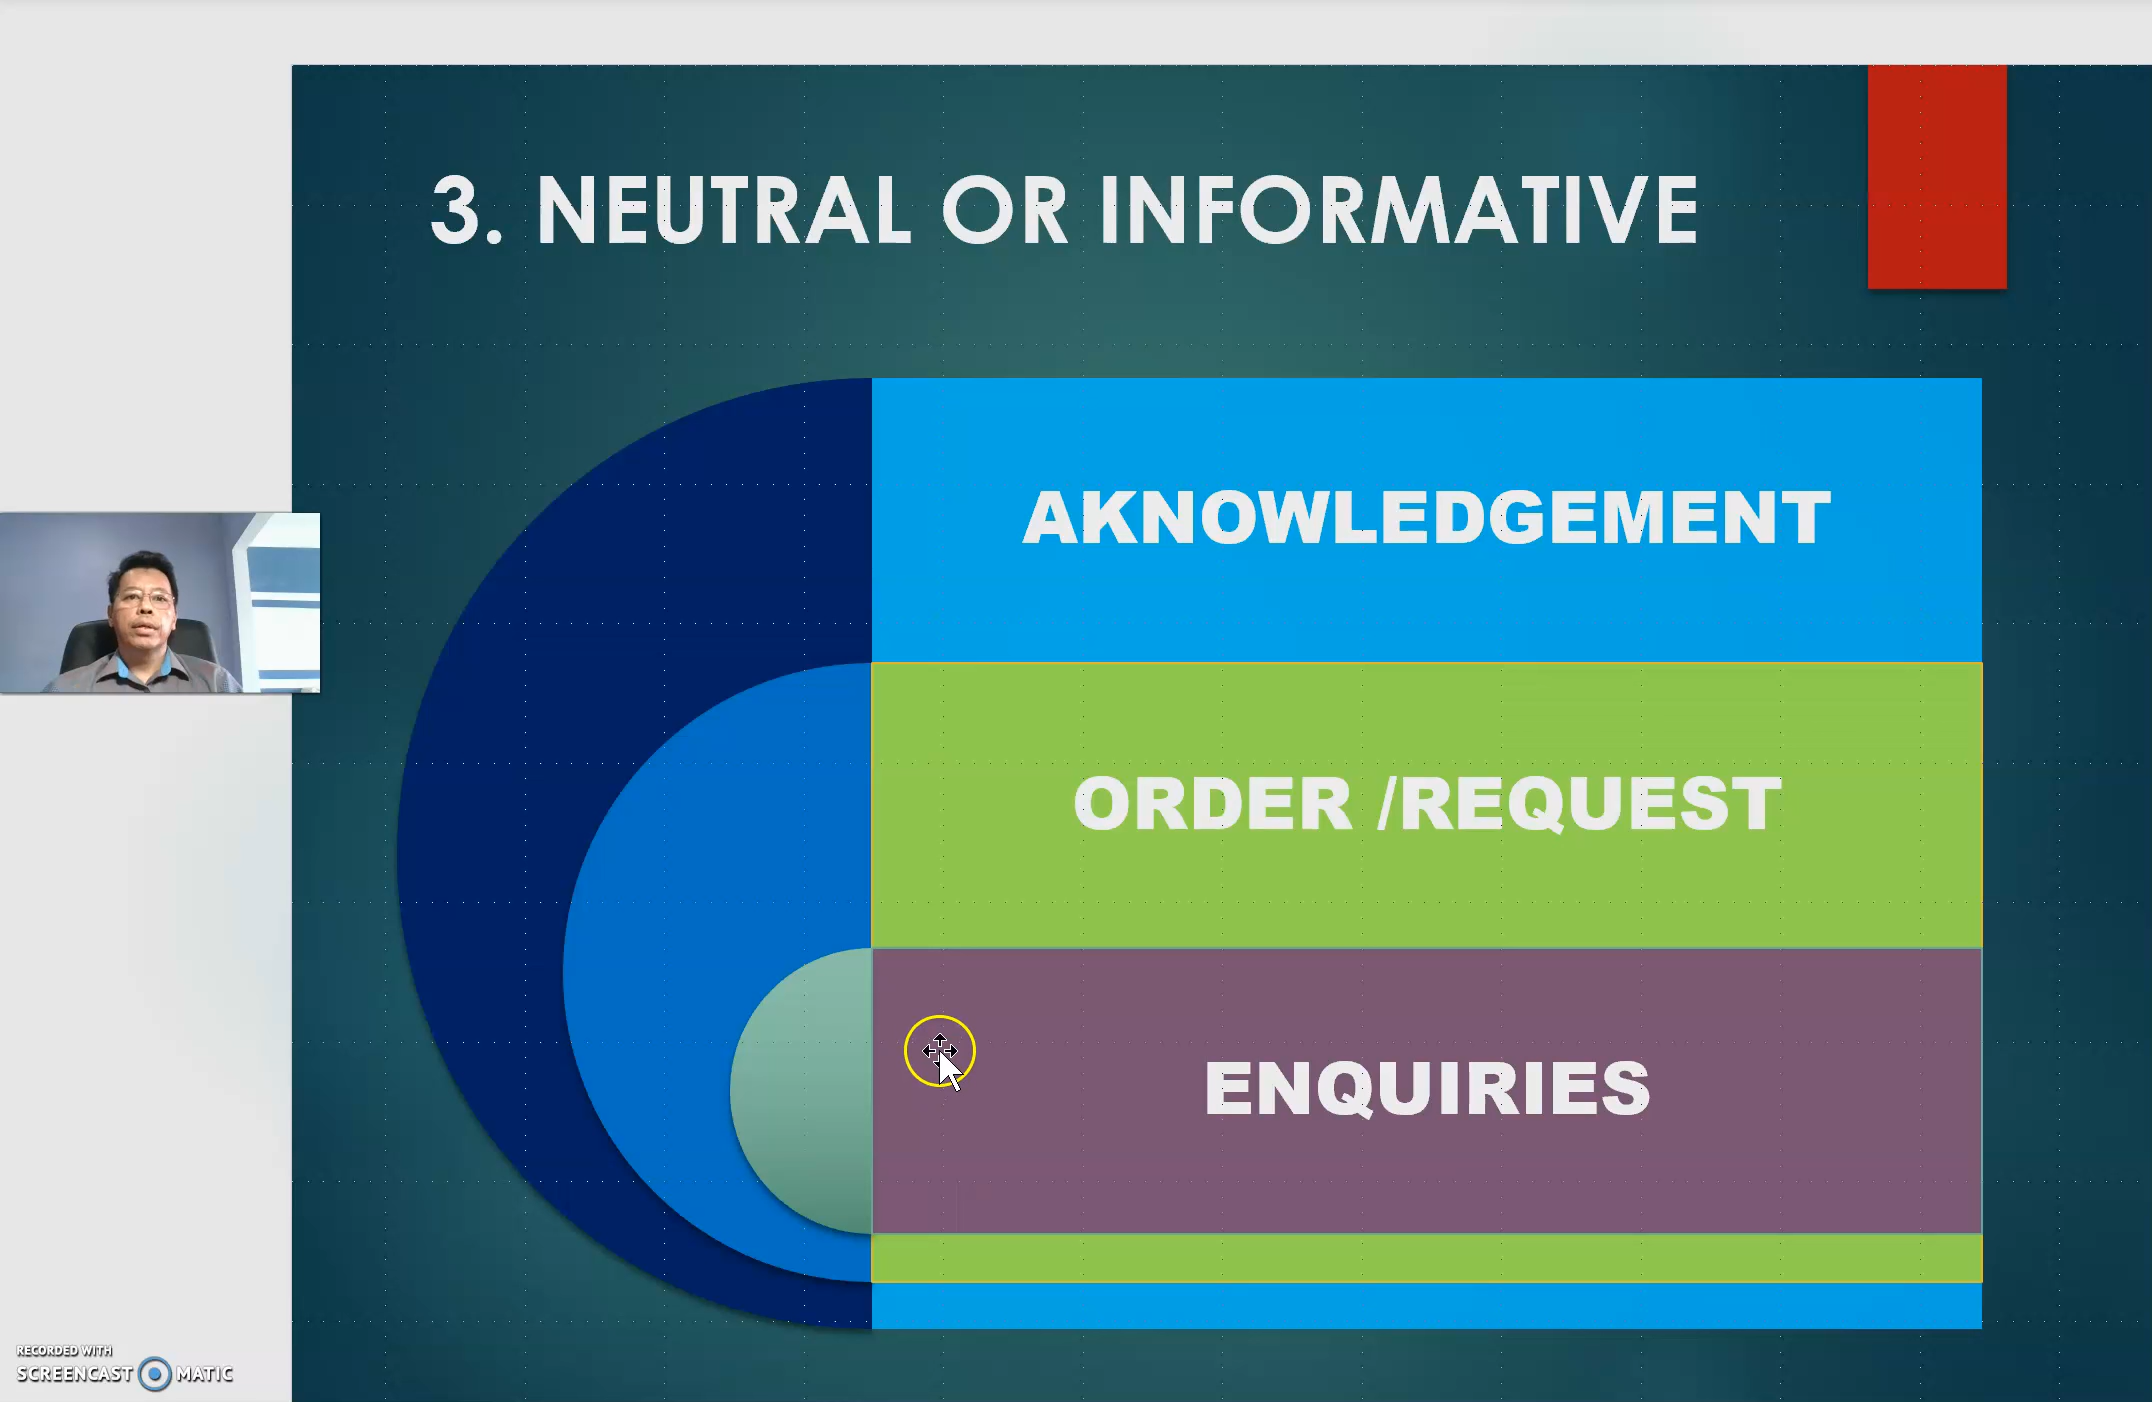 3. NEUTRAL OR INFORMATIVE
AKNOWLEDGEMENT
ORDER /REQUEST
ENQUIRIES
RECORDED WITH
SCREENCAST MATIC